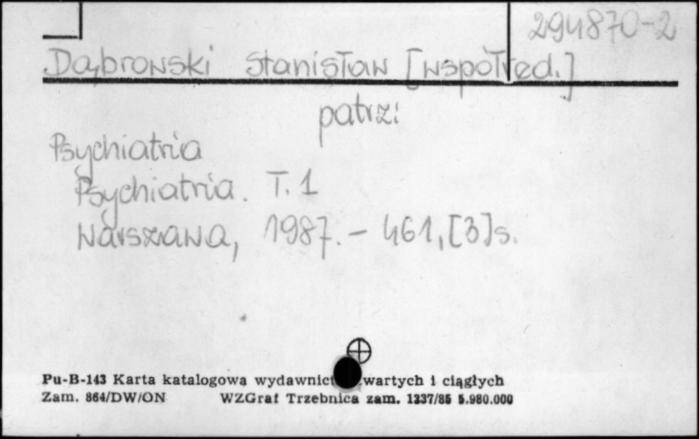 294870-2
Dąbrowski Stanisław [współred.]
patrz:
Psychiatria
Psychiatria. T. 1
Warszawa, 1987. - 461, [3] s.
Pu-B-143 Karta katalogowa wydawnict wartych i ciągłych
Zam. 864/DW/ON WZGraf Trzebnica zam. 1337/85 5.980.000